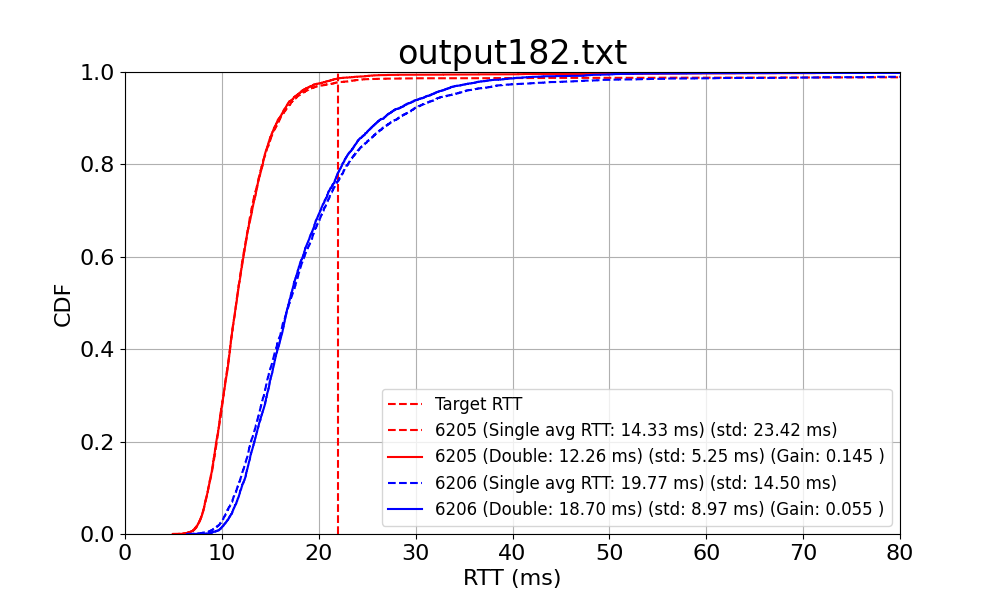 output182.txt
1.0
0.8
0.6
0.4
0.2
0.0
CDF
Target RTT
6205 (Single avg RTT: 14.33 ms) (std: 23.42 ms)
6205 (Double: 12.26 ms) (std: 5.25 ms) (Gain: 0.145 )
6206 (Single avg RTT: 19.77 ms) (std: 14.50 ms)
6206 (Double: 18.70 ms) (std: 8.97 ms) (Gain: 0.055 )
0 10 20 30 40 50 60 70 80
RTT (ms)